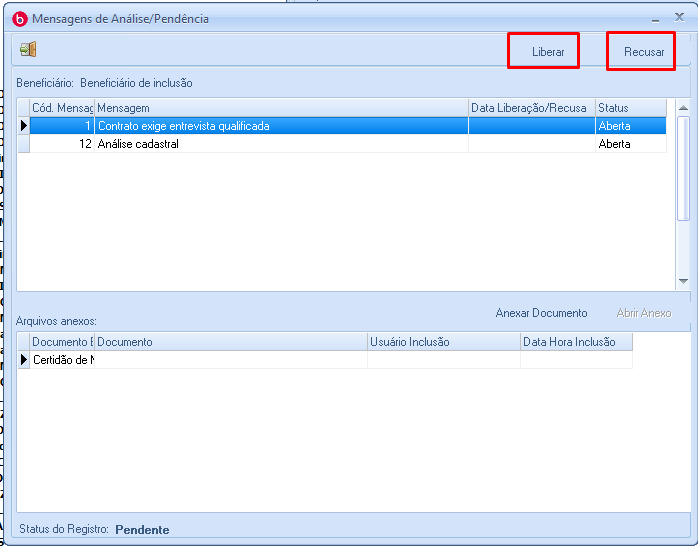 Mensagens de Análise/Pendência
Liberar Recusar
Beneficiário: Beneficiário de inclusão
Cód. Mensag Mensagem Data Liberação/Recusa Status
1 Contrato exige entrevista qualificada Aberta
12 Análise cadastral Aberta
Anexar Documento Abrir Anexo
Arquivos anexos:
Documento E Documento Usuário Inclusão Data Hora Inclusão
Certidão de N
Status do Registro: Pendente